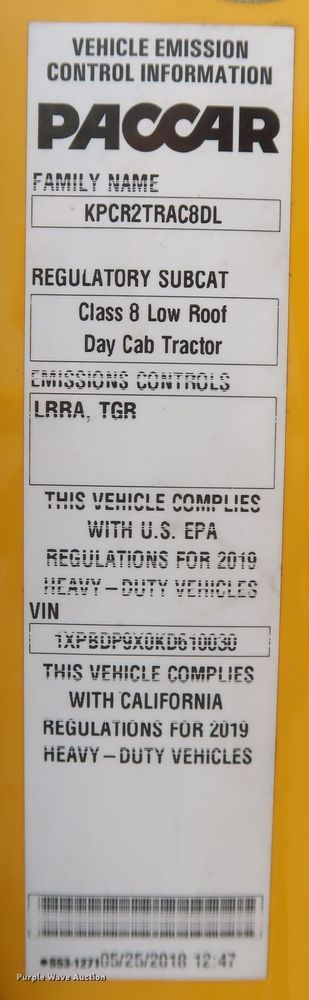 VEHICLE EMISSION
CONTROL INFORMATION
PACCAR
FAMILY NAME
KPCR2TRAC8DL
REGULATORY SUBCAT
Class 8 Low Roof
Day Cab Tractor
EMISSIONS CONTROLS
LRRA, TGR
THIS VEHICLE COMPLIES
WITH U.S. EPA
REGULATIONS FOR 2019
HEAVY-DUTY VEHICLES
VIN
1XPBDP9X0KD610030
THIS VEHICLE COMPLIES
WITH CALIFORNIA
REGULATIONS FOR 2019
HEAVY-DUTY VEHICLES
05/25/2018 12:47
Purple Wave Auction